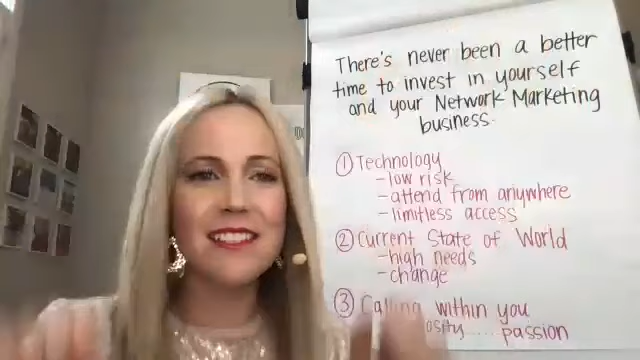 There's never been a better
time to invest in yourself
and your Network Marketing
business.
① Technology
- low risk
- attend from anywhere
- limitless access
② Current State of World
- high needs
- change
③ Calling within you
passion